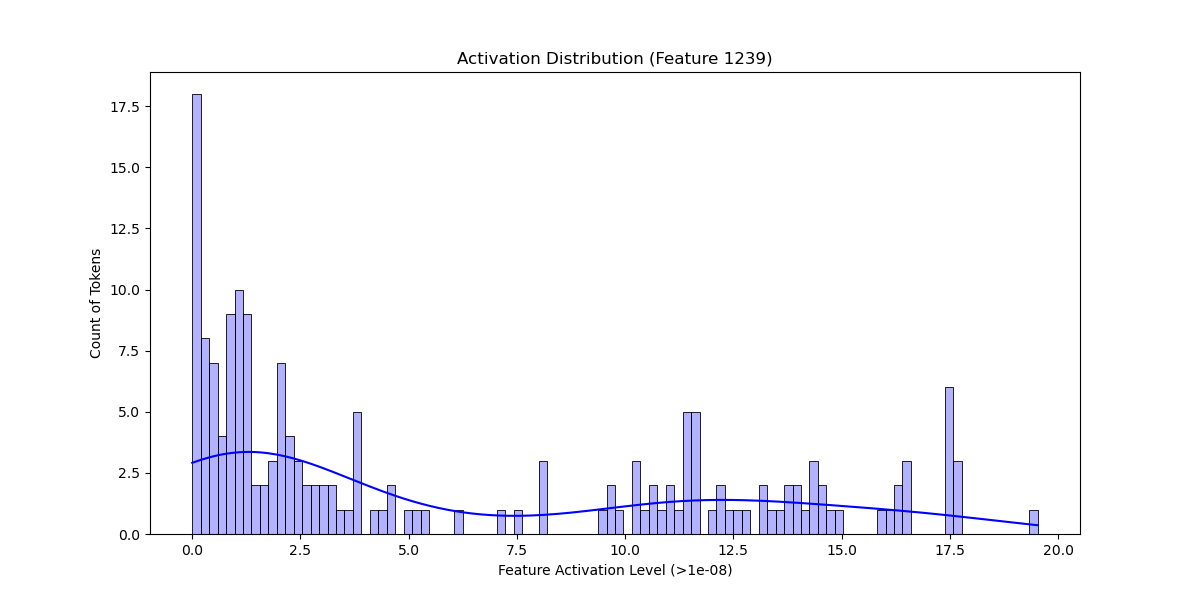 Activation Distribution (Feature 1239)
Count of Tokens
17.5
15.0
12.5
10.0
7.5
5.0
2.5
0.0
0.0 2.5 5.0 7.5 10.0 12.5 15.0 17.5 20.0
Feature Activation Level (>1e-08)